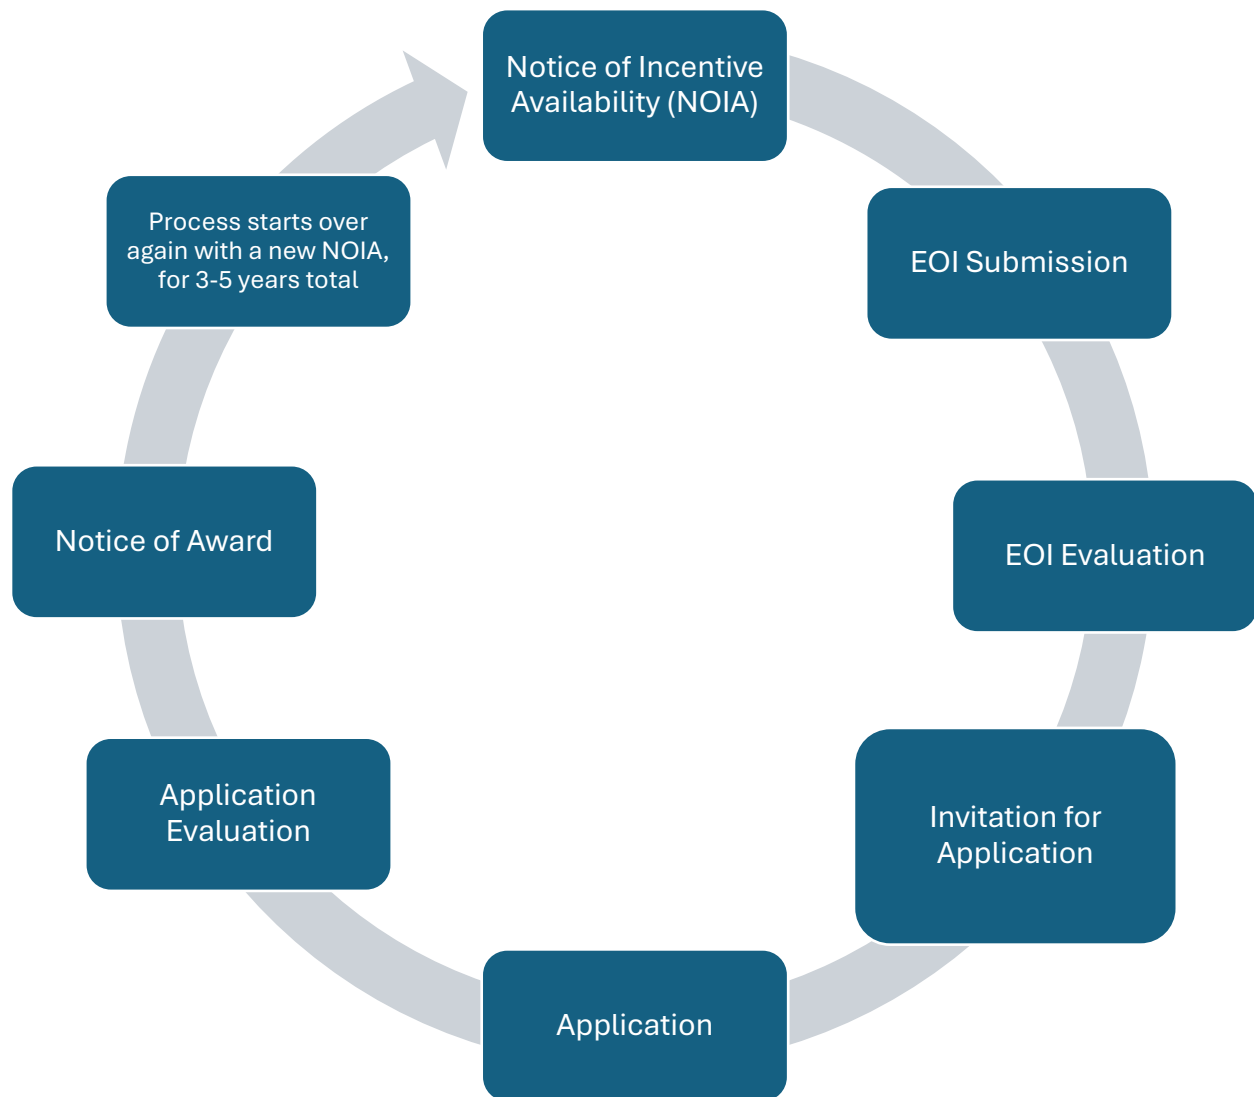 Notice of Incentive
Availability (NOIA)
EOI Submission
EOI Evaluation
Invitation for
Application
Application
Application
Evaluation
Notice of Award
Process starts over
again with a new NOIA,
for 3-5 years total